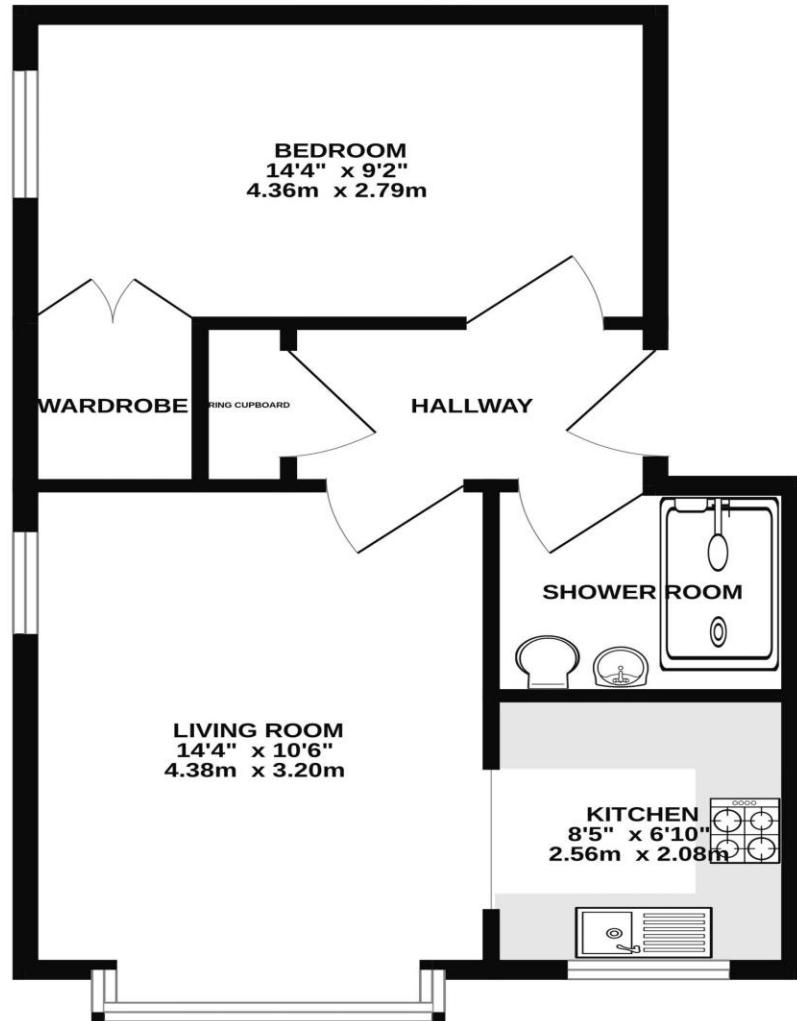 BEDROOM
14'4" x 9'2"
4.36m x 2.79m
WARDROBE
RING CUPBOARD
HALLWAY
SHOWER ROOM
LIVING ROOM
14'4" x 10'6"
4.38m x 3.20m
KITCHEN
8'5" x 6'10"
2.56m x 2.08m